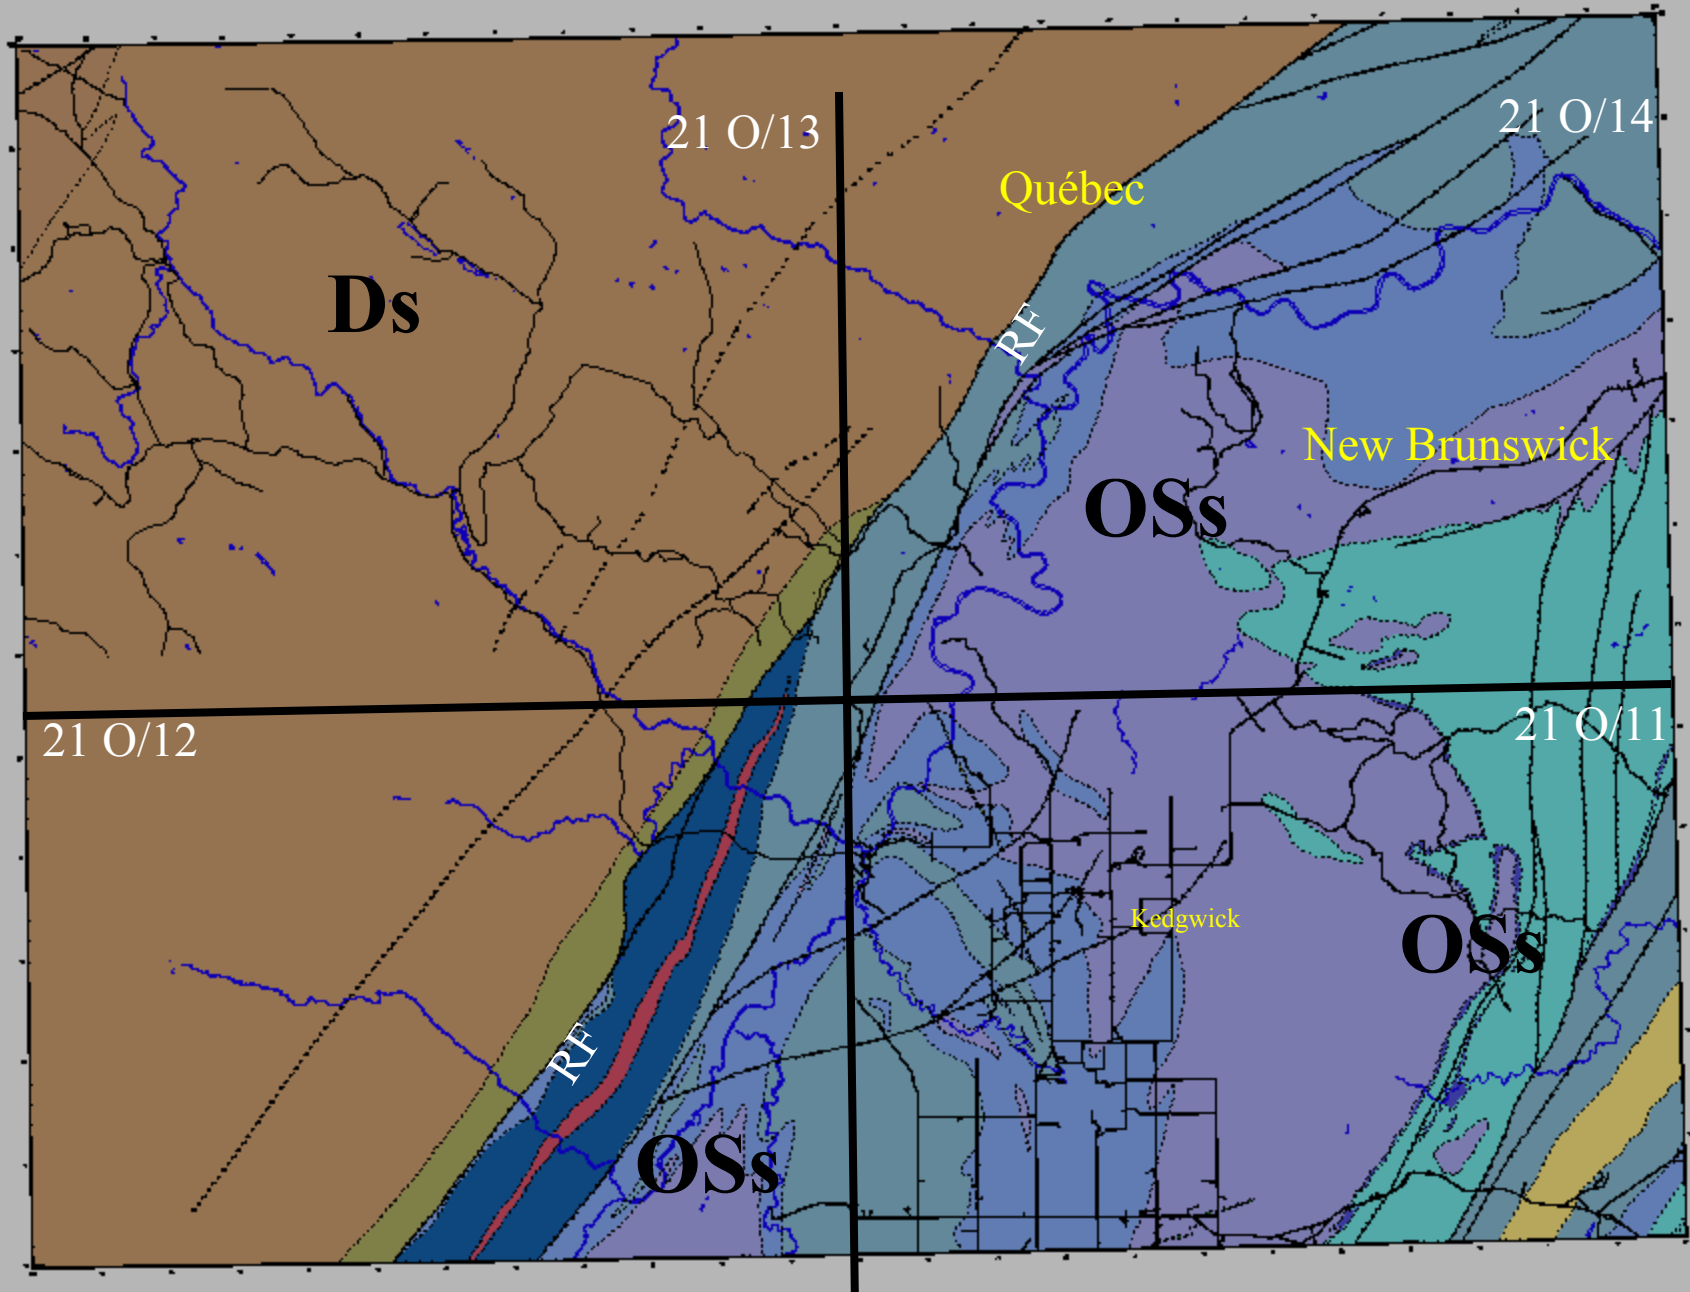 21 O/13
21 O/14
Québec
Ds
RF
New Brunswick
OSs
21 O/12
21 O/11
Kedgwick
OSs
RF
OSs